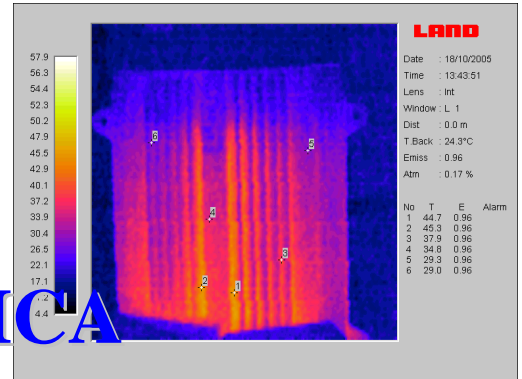 LAND
57.9
56.3
54.4
52.3
50.2
47.9
45.5
42.9
40.1
37.2
33.9
30.4
26.5
22.1
17.1
4.4
Date : 18/10/2005
Time : 13:43:51
Lens : Int
Window : L 1
Dist : 0.0 m
T.Back : 24.3°C
Emiss : 0.96
Atm : 0.17 %
No T E Alarm
1 44.7 0.96
2 45.3 0.96
3 37.9 0.96
4 34.8 0.96
5 29.3 0.96
6 29.0 0.96
6
5
4
3
2
1
ICA